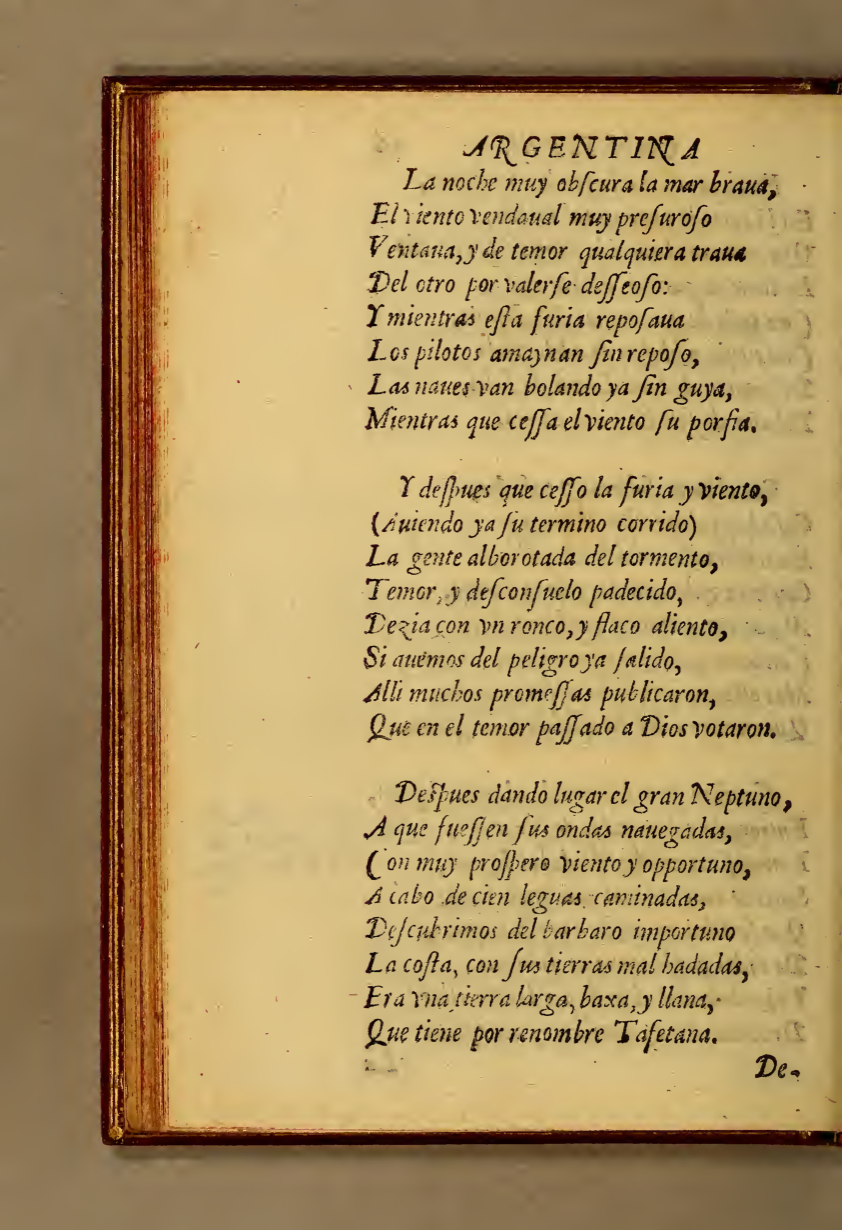 ARGENTINA
La noche muy obſcura la mar braua,
El viento vendaual muy preſuroſo
Ventaua, y de temor qualquiera traua
Del otro por valerſe deſſeoſo:
Y mientras eſta furia repoſaua
Los pilotos amaynan ſin repoſo,
Las naues van bolando ya ſin guya,
Mientras que ceſſa el viento ſu porfia.
Y deſpues que ceſſo la furia y viento,
(Auiendo ya ſu termino corrido)
La gente alborotada del tormento,
Temor, y deſconſuelo padecido,
Dezia con vn ronco, y flaco aliento,
Si auemos del peligro ya ſalido,
Alli muchos promeſſas publicaron,
Que en el temor paſſado a Dios votaron.
Deſpues dando lugar el gran Neptuno,
A que fueſſen ſus ondas nauegadas,
Con muy proſpero viento y opportuno,
A cabo de cien leguas caminadas,
Deſcubrimos del barbaro importuno
La coſta, con ſus tierras mal hadadas,
Era vna tierra larga, baxa, y llana,
Que tiene por renombre Tafetana.
De-